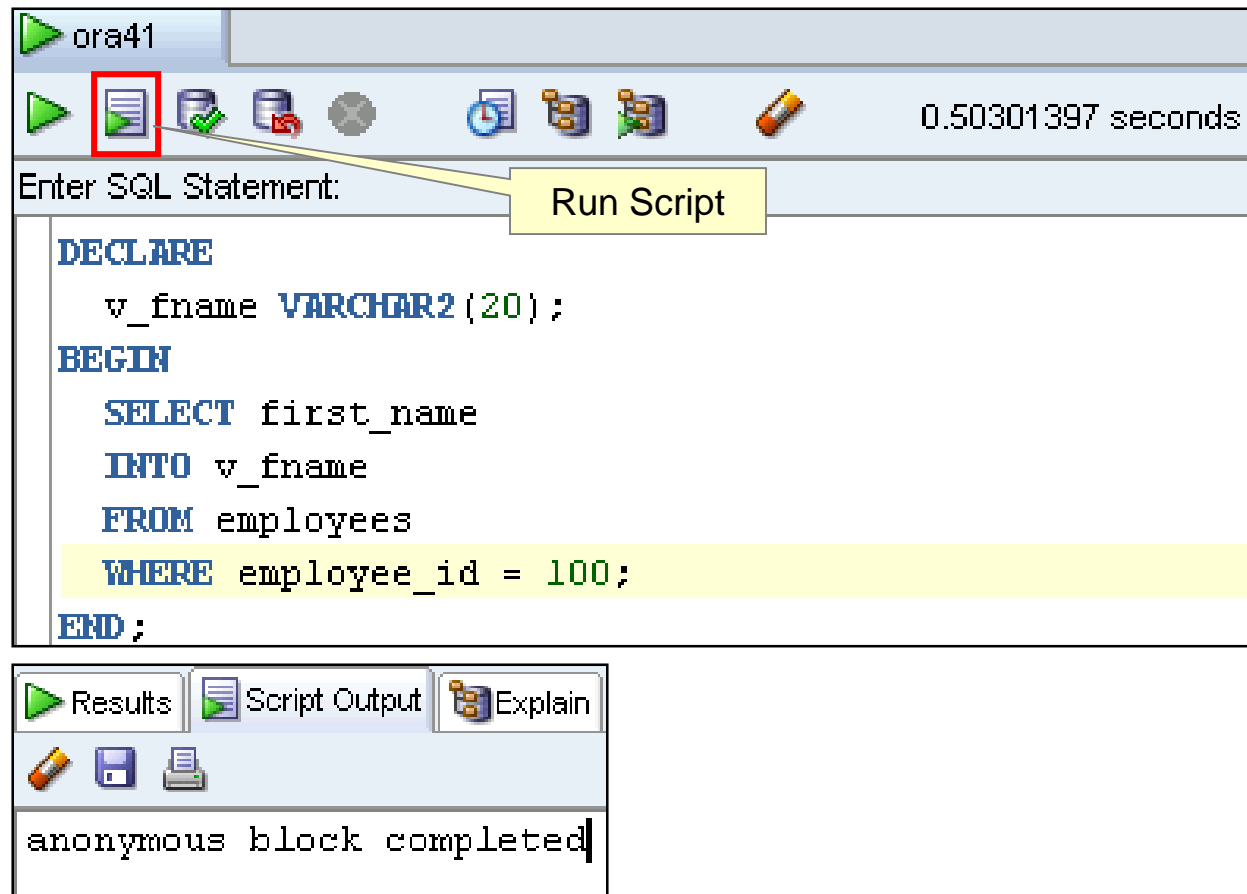 ora41
0.50301397 seconds
Enter SQL Statement:
Run Script
DECLARE
v_fname VARCHAR2(20);
BEGIN
SELECT first_name
INTO v_fname
FROM employees
WHERE employee_id = 100;
END;
Results Script Output Explain
anonymous block completed